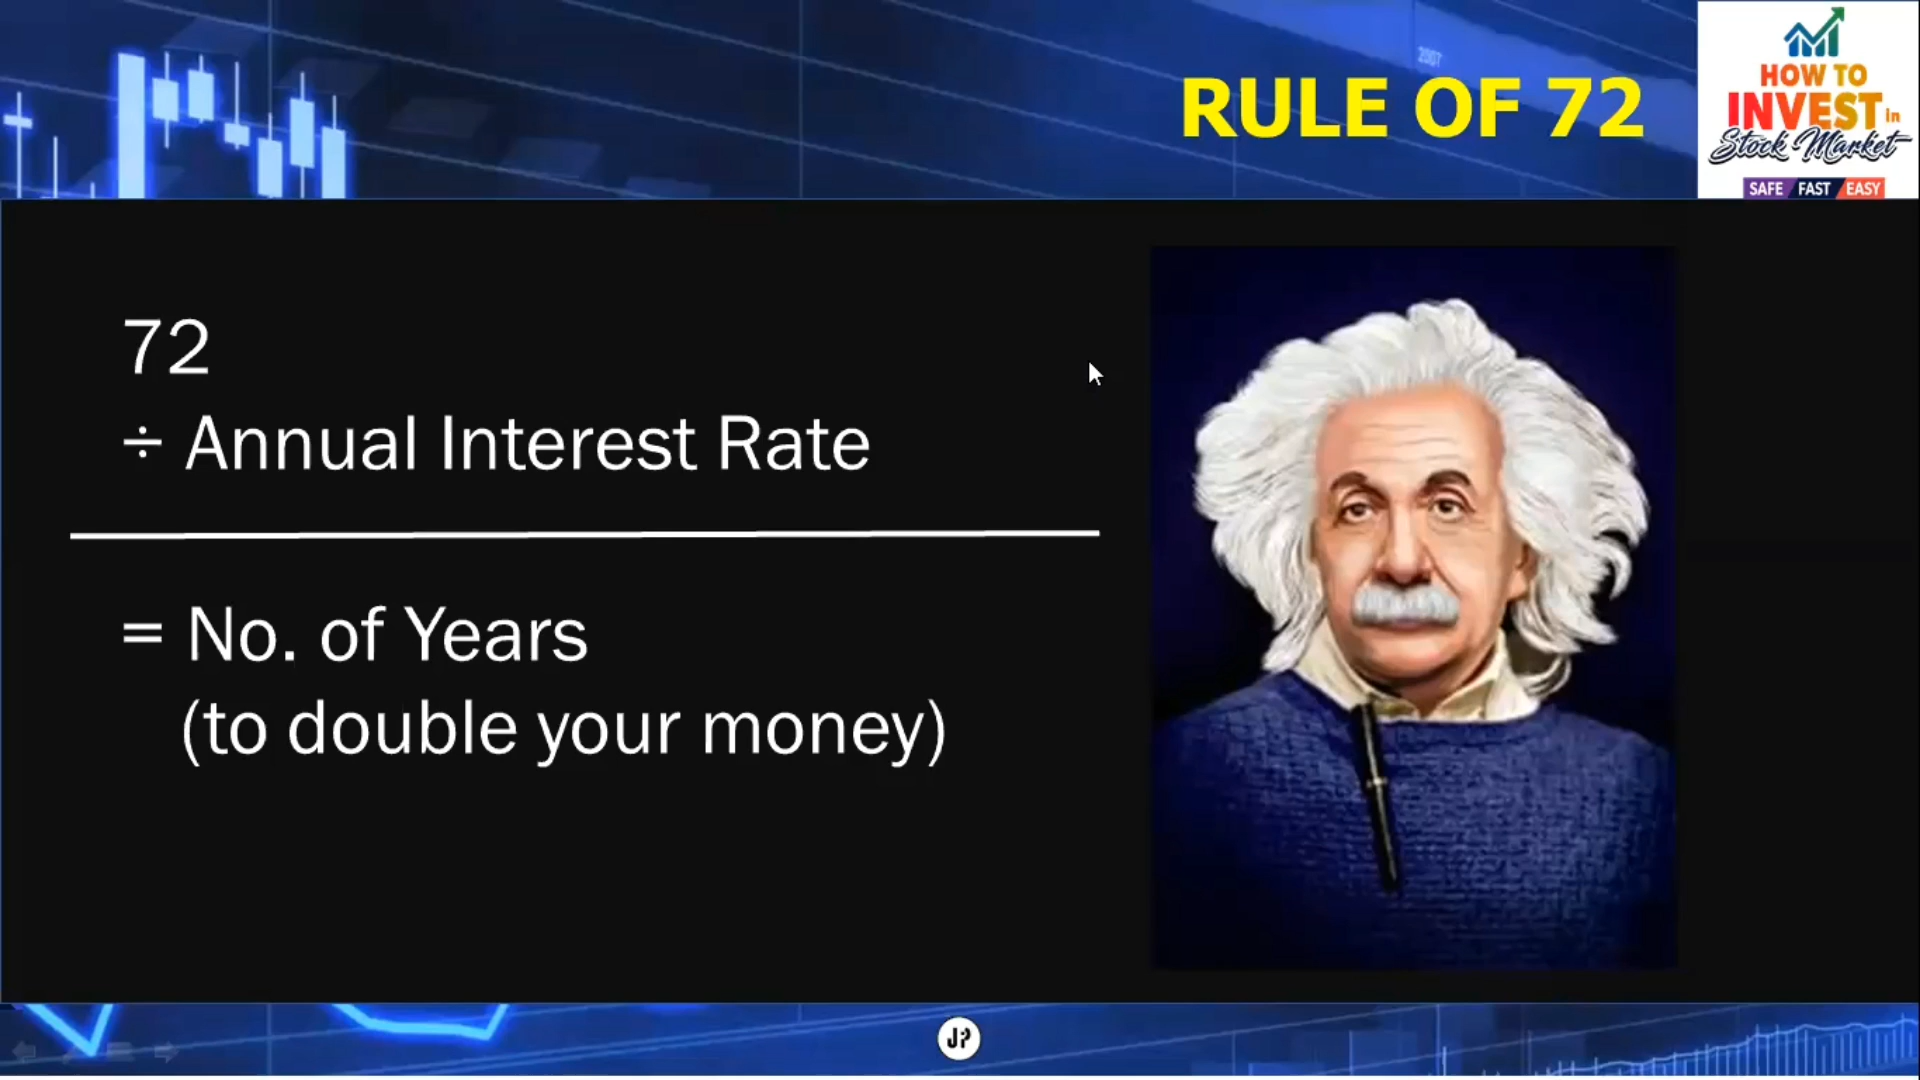 2007
RULE OF 72
HOW TO
INVEST in
Stock Market
SAFE FAST EASY
72
÷ Annual Interest Rate
= No. of Years
(to double your money)
J?